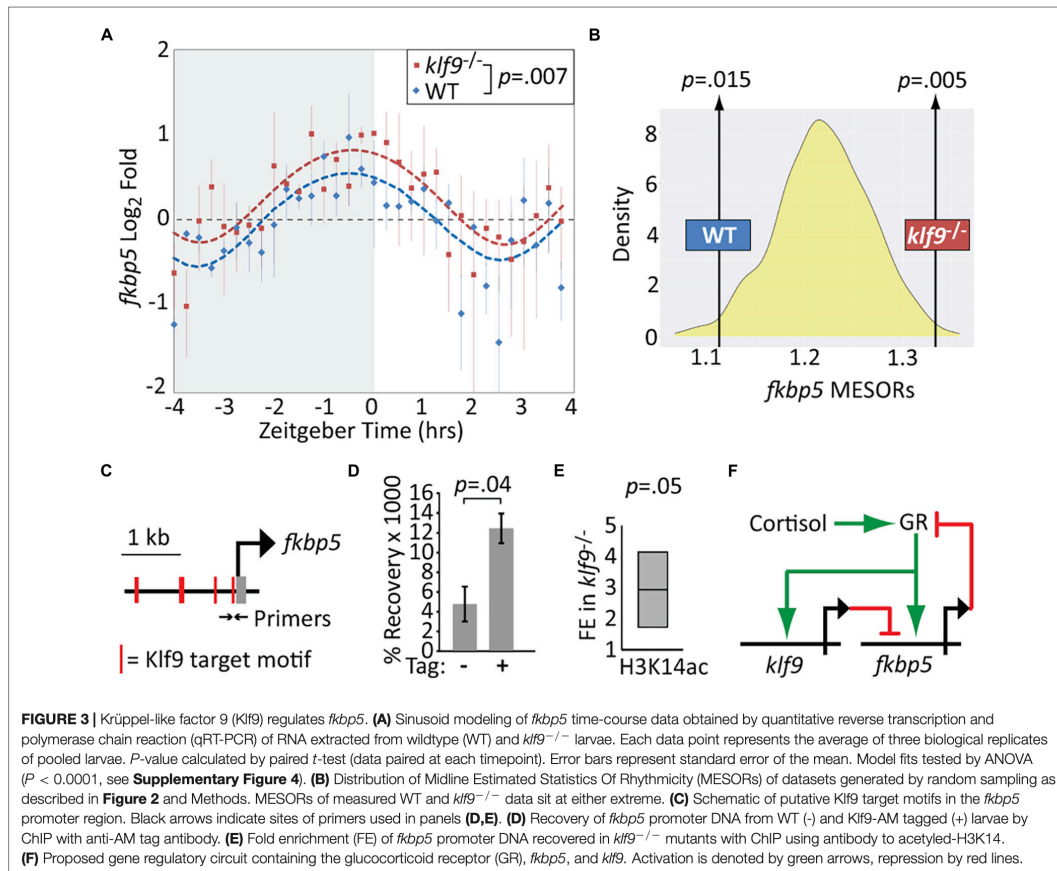 A
2
1
0
-1
-2
fkbp5 Log2 Fold
klf9-/-
WT
p=.007
-4 -3 -2 -1 0 1 2 3 4
Zeitgeber Time (hrs)
B
p=.015
p=.005
8
6
4
2
0
Density
WT
klf9-/-
1.1 1.2 1.3
fkbp5 MESORs
C
1 kb
fkbp5
Primers
= Klf9 target motif
D
p=.04
% Recovery x 1000
16
14
12
10
8
6
4
2
0
Tag: - +
E
p=.05
FE in klf9-/-
5
4
3
2
1
H3K14ac
F
Cortisol
GR
klf9
fkbp5
FIGURE 3 | Krüppel-like factor 9 (Klf9) regulates fkbp5. (A) Sinusoid modeling of fkbp5 time-course data obtained by quantitative reverse transcription and
polymerase chain reaction (qRT-PCR) of RNA extracted from wildtype (WT) and klf9−/− larvae. Each data point represents the average of three biological replicates
of pooled larvae. P-value calculated by paired t-test (data paired at each timepoint). Error bars represent standard error of the mean. Model fits tested by ANOVA
(P < 0.0001, see Supplementary Figure 4). (B) Distribution of Midline Estimated Statistics Of Rhythmicity (MESORs) of datasets generated by random sampling as
described in Figure 2 and Methods. MESORs of measured WT and klf9−/− data sit at either extreme. (C) Schematic of putative Klf9 target motifs in the fkbp5
promoter region. Black arrows indicate sites of primers used in panels (D,E). (D) Recovery of fkbp5 promoter DNA from WT (-) and Klf9-AM tagged (+) larvae by
ChIP with anti-AM tag antibody. (E) Fold enrichment (FE) of fkbp5 promoter DNA recovered in klf9−/− mutants with ChIP using antibody to acetyled-H3K14.
(F) Proposed gene regulatory circuit containing the glucocorticoid receptor (GR), fkbp5, and klf9. Activation is denoted by green arrows, repression by red lines.